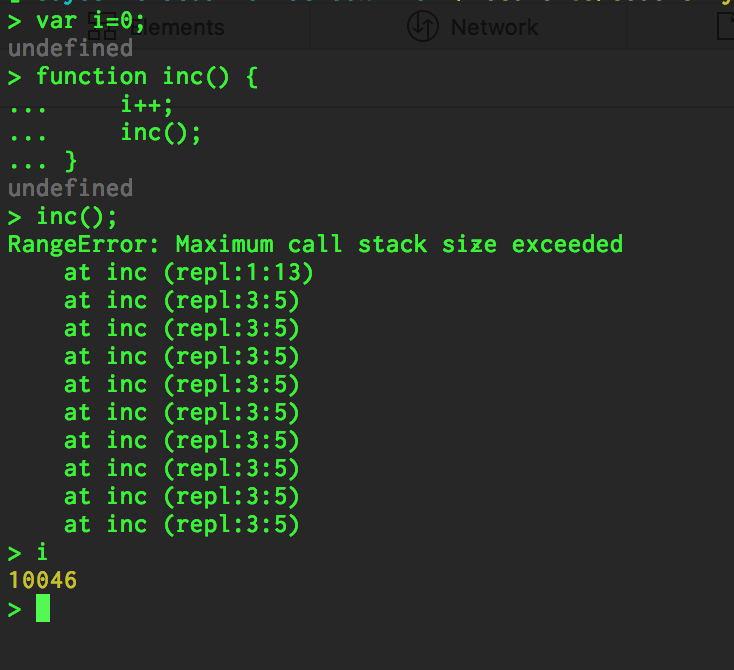 > var i=0;
Elements
Network
undefined
> function inc() {
...     i++;
...     inc();
... }
undefined
> inc();
RangeError: Maximum call stack size exceeded
    at inc (repl:1:13)
    at inc (repl:3:5)
    at inc (repl:3:5)
    at inc (repl:3:5)
    at inc (repl:3:5)
    at inc (repl:3:5)
    at inc (repl:3:5)
    at inc (repl:3:5)
    at inc (repl:3:5)
    at inc (repl:3:5)
> i
10046
>